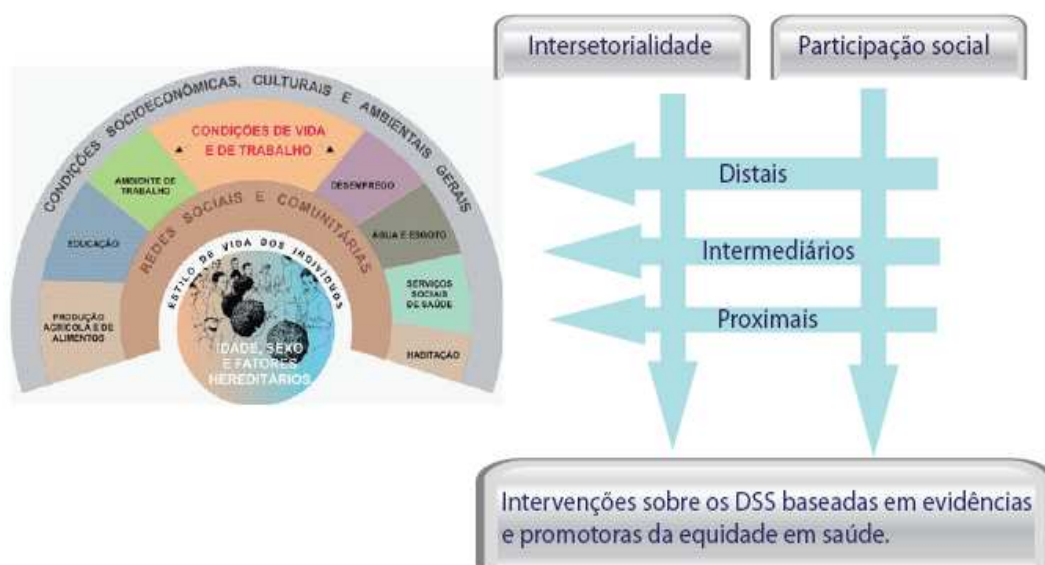 CONDIÇÕES SOCIOECONÔMICAS, CULTURAIS E AMBIENTAIS GERAIS
CONDIÇÕES DE VIDA
E DE TRABALHO
AMBIENTE DE
TRABALHO
DESEMPREGO
REDES SOCIAIS E COMUNITÁRIAS
EDUCAÇÃO
ÁGUA E ESGOTO
ESTILO DE VIDA DOS INDIVÍDUOS
SERVIÇOS
SOCIAIS
DE SAÚDE
PRODUÇÃO
AGRÍCOLA E DE
ALIMENTOS
HABITAÇÃO
IDADE, SEXO
E FATORES
HEREDITÁRIOS
Intersetorialidade
Participação social
Distais
Intermediários
Proximais
Intervenções sobre os DSS baseadas em evidências
e promotoras da equidade em saúde.